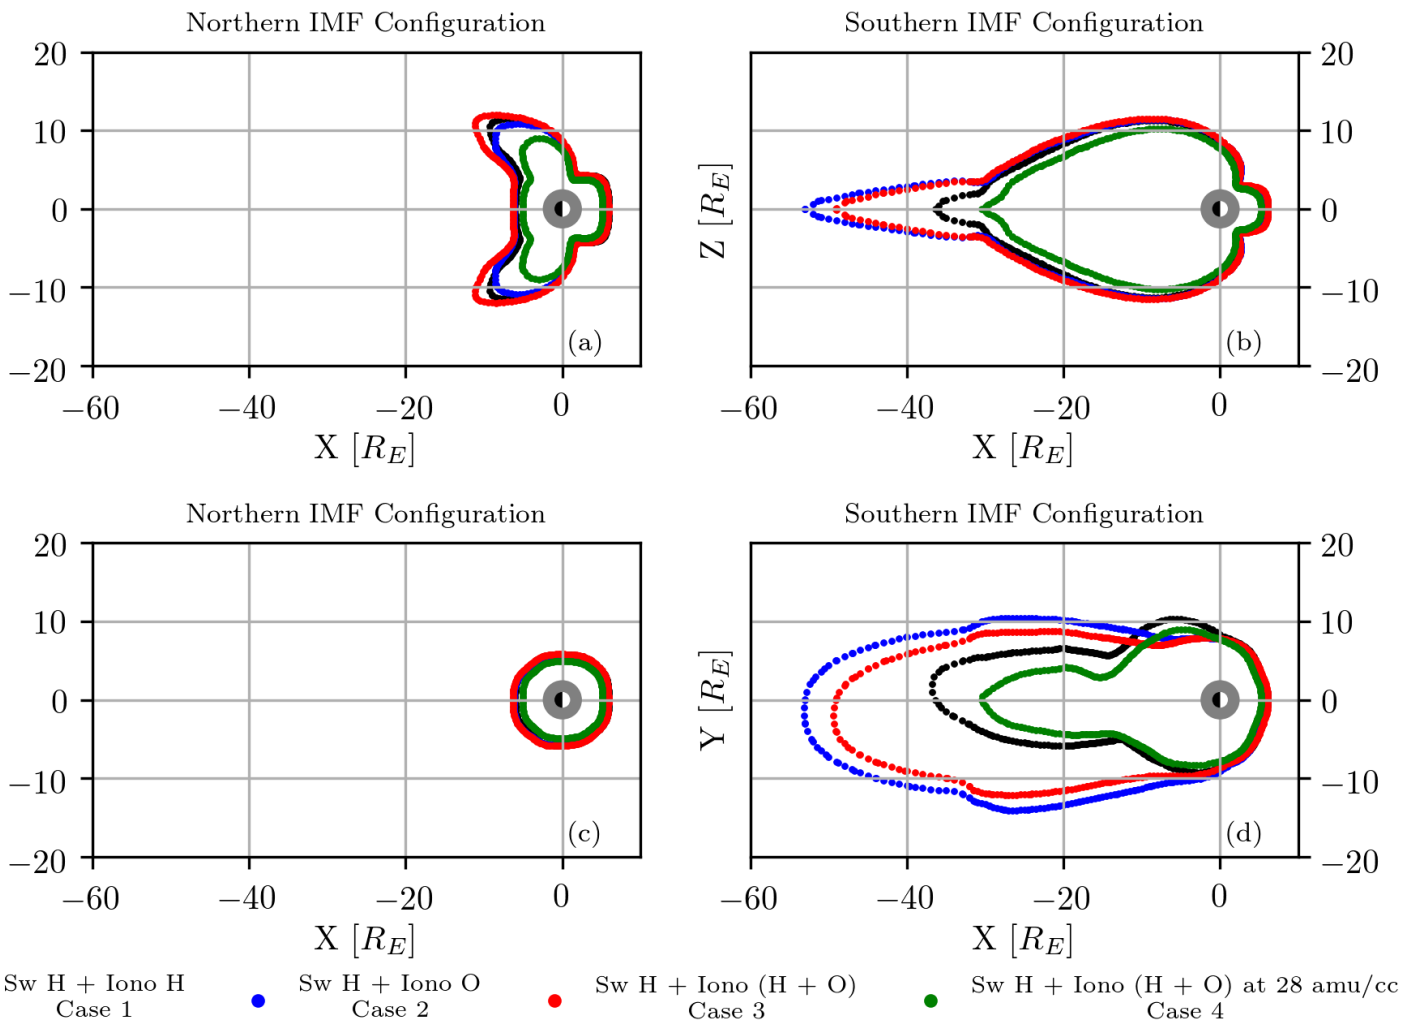 Northern IMF Configuration
Southern IMF Configuration
20
10
0
−10
−20
(a)
−60
−40
−20
0
X [R_E]
Z [R_E]
(b)
20
10
0
−10
−20
−60
−40
−20
0
X [R_E]
Northern IMF Configuration
Southern IMF Configuration
20
10
0
−10
−20
(c)
−60
−40
−20
0
X [R_E]
Y [R_E]
(d)
20
10
0
−10
−20
−60
−40
−20
0
X [R_E]
Sw H + Iono H
Case 1
Sw H + Iono O
Case 2
Sw H + Iono (H + O)
Case 3
Sw H + Iono (H + O) at 28 amu/cc
Case 4